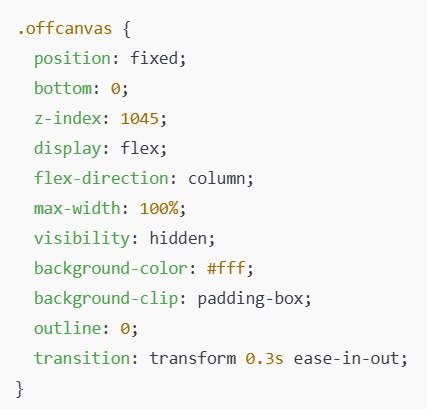 .offcanvas {
  position: fixed;
  bottom: 0;
  z-index: 1045;
  display: flex;
  flex-direction: column;
  max-width: 100%;
  visibility: hidden;
  background-color: #fff;
  background-clip: padding-box;
  outline: 0;
  transition: transform 0.3s ease-in-out;
}